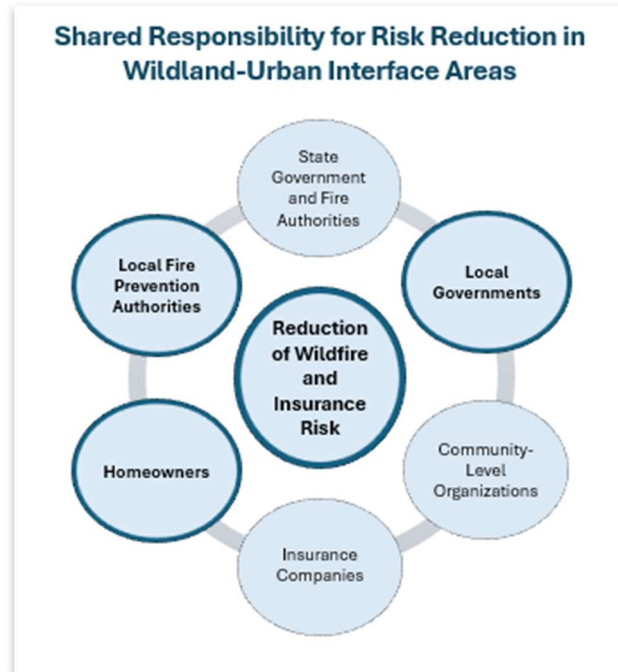 Shared Responsibility for Risk Reduction in
Wildland-Urban Interface Areas
State
Government
and Fire
Authorities
Local
Governments
Community-
Level
Organizations
Insurance
Companies
Homeowners
Local Fire
Prevention
Authorities
Reduction
of Wildfire
and
Insurance
Risk